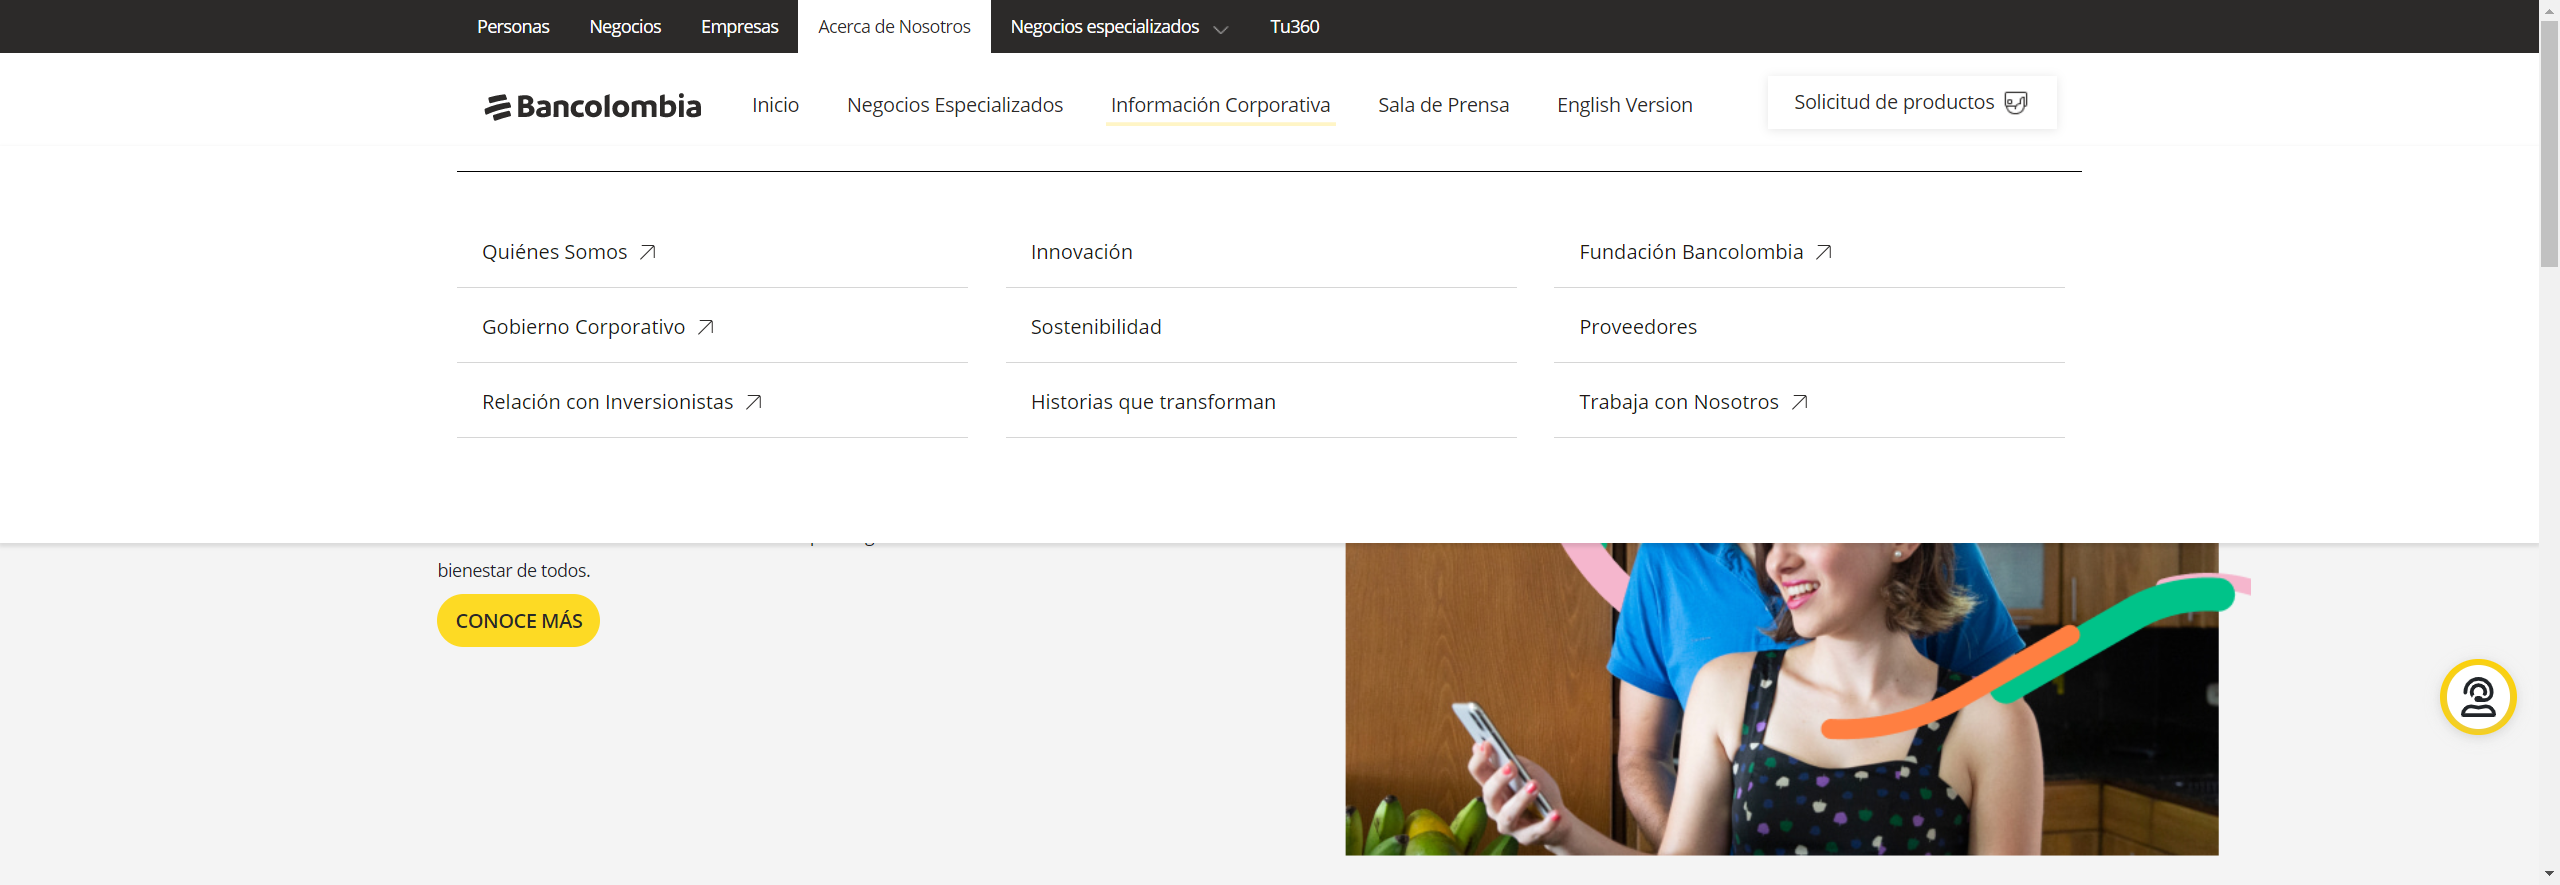 Personas Negocios Empresas Acerca de Nosotros Negocios especializados Tu360
Bancolombia Inicio Negocios Especializados Información Corporativa Sala de Prensa English Version Solicitud de productos
Quiénes Somos Innovación Fundación Bancolombia
Gobierno Corporativo Sostenibilidad Proveedores
Relación con Inversionistas Historias que transforman Trabaja con Nosotros
bienestar de todos.
CONOCE MÁS